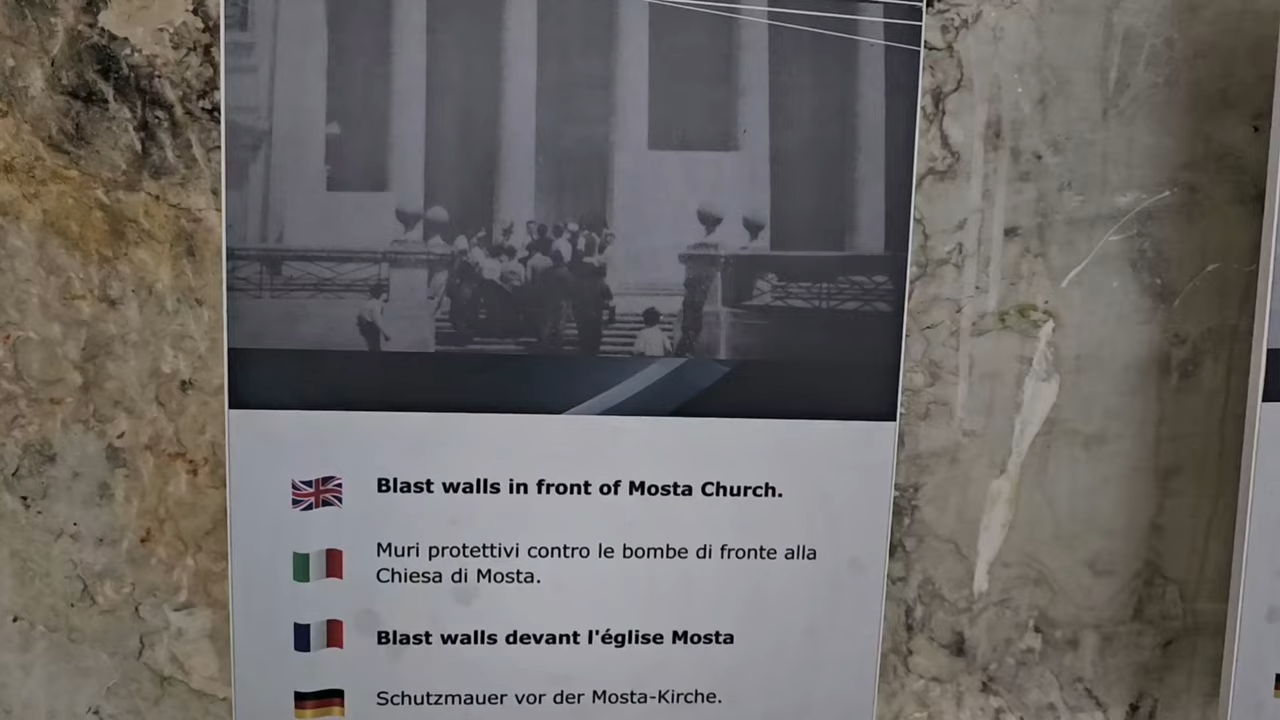 Blast walls in front of Mosta Church.
Muri protettivi contro le bombe di fronte alla
Chiesa di Mosta.
Blast walls devant l'église Mosta
Schutzmauer vor der Mosta-Kirche.